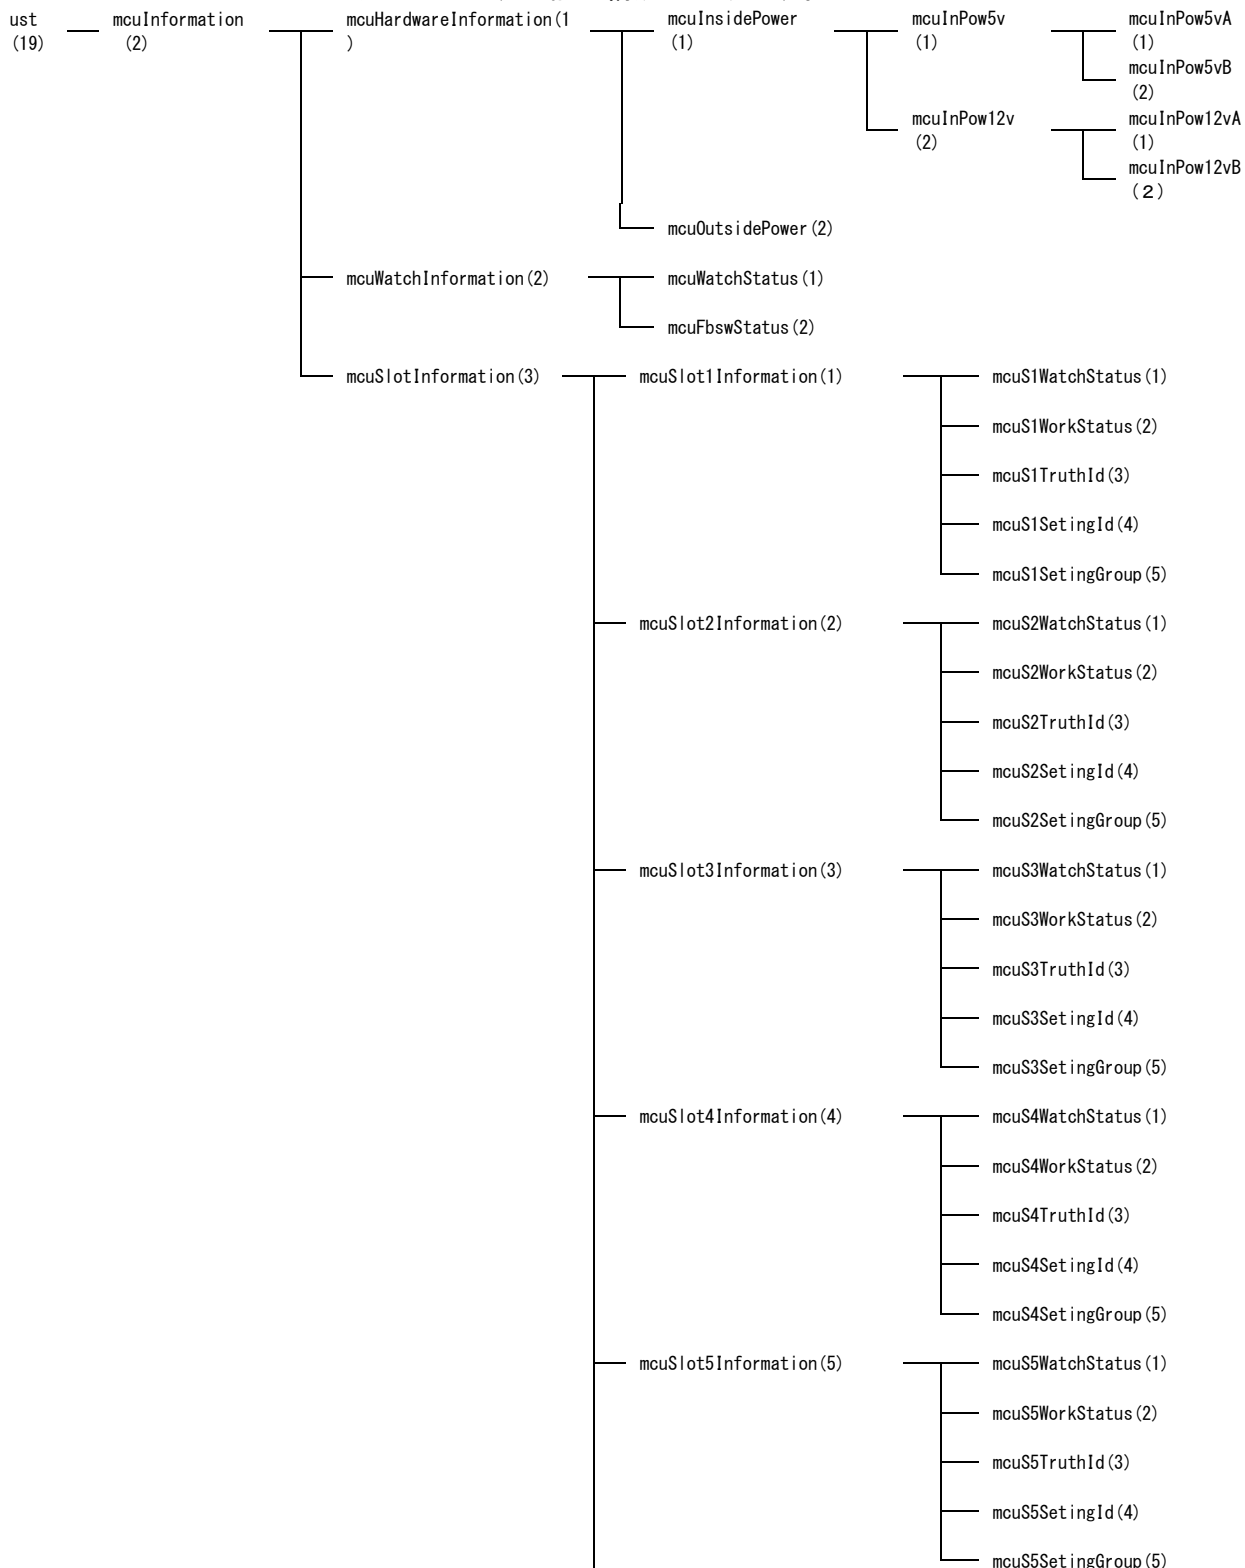 ust
(19)
mcuInformation
(2)
mcuHardwareInformation(1
)
mcuInsidePower
(1)
mcuInPow5v
(1)
mcuInPow5vA
(1)
mcuInPow5vB
(2)
mcuInPow12v
(2)
mcuInPow12vA
(1)
mcuInPow12vB
(２)
mcuOutsidePower(2)
mcuWatchInformation(2)
mcuWatchStatus(1)
mcuFbswStatus(2)
mcuSlotInformation(3)
mcuSlot1Information(1)
mcuS1WatchStatus(1)
mcuS1WorkStatus(2)
mcuS1TruthId(3)
mcuS1SetingId(4)
mcuS1SetingGroup(5)
mcuSlot2Information(2)
mcuS2WatchStatus(1)
mcuS2WorkStatus(2)
mcuS2TruthId(3)
mcuS2SetingId(4)
mcuS2SetingGroup(5)
mcuSlot3Information(3)
mcuS3WatchStatus(1)
mcuS3WorkStatus(2)
mcuS3TruthId(3)
mcuS3SetingId(4)
mcuS3SetingGroup(5)
mcuSlot4Information(4)
mcuS4WatchStatus(1)
mcuS4WorkStatus(2)
mcuS4TruthId(3)
mcuS4SetingId(4)
mcuS4SetingGroup(5)
mcuSlot5Information(5)
mcuS5WatchStatus(1)
mcuS5WorkStatus(2)
mcuS5TruthId(3)
mcuS5SetingId(4)
mcuS5SetingGroup(5)